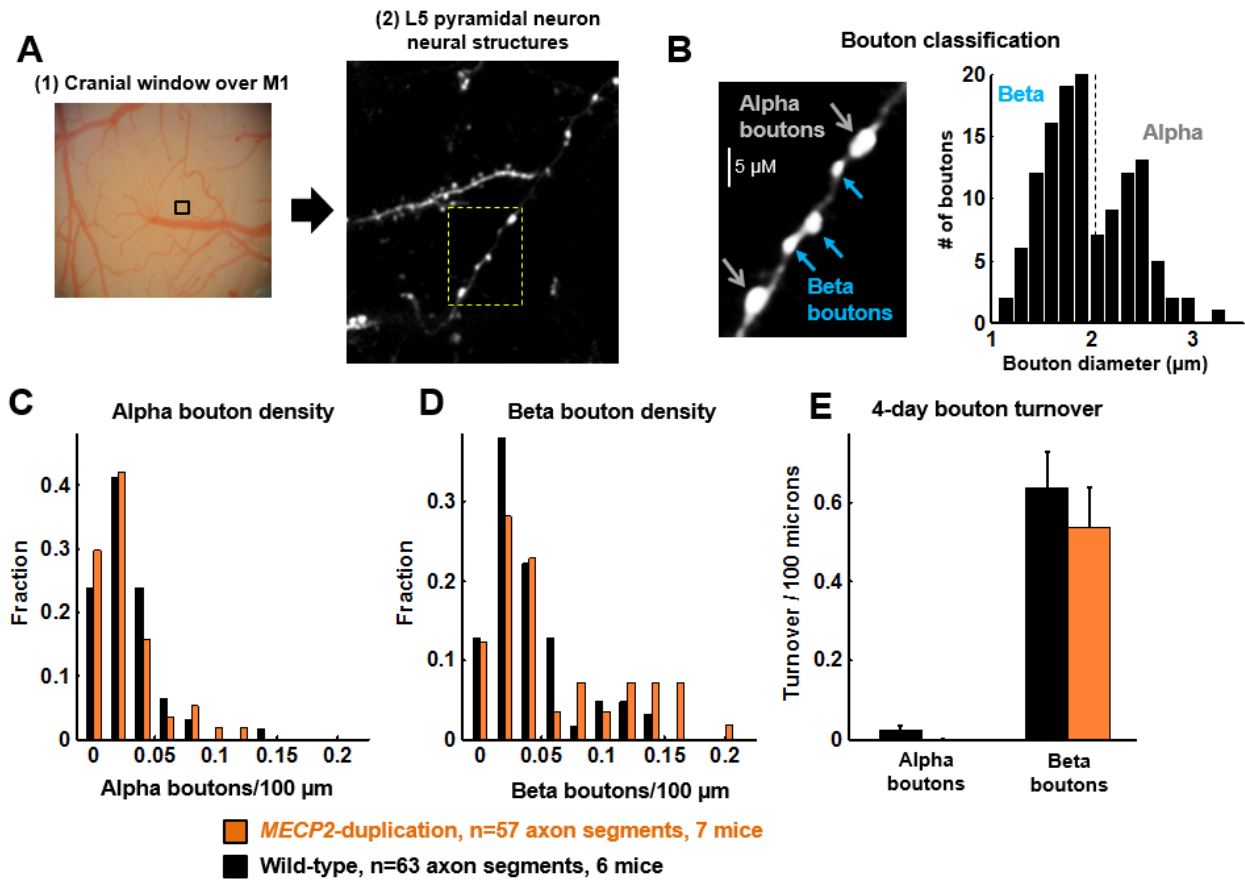 A
(1) Cranial window over M1
(2) L5 pyramidal neuron
neural structures
B
Bouton classification
Alpha
boutons
5 µM
Beta
boutons
Beta
Alpha
20
15
10
5
0
# of boutons
1
2
3
Bouton diameter (µm)
C
Alpha bouton density
Fraction
0.4
0.3
0.2
0.1
0
0
0.05
0.1
0.15
0.2
Alpha boutons/100 µm
D
Beta bouton density
Fraction
0.3
0.2
0.1
0
0
0.05
0.1
0.15
0.2
Beta boutons/100 µm
E
4-day bouton turnover
Turnover / 100 microns
0.6
0.4
0.2
0
Alpha
boutons
Beta
boutons
MECP2-duplication, n=57 axon segments, 7 mice
Wild-type, n=63 axon segments, 6 mice